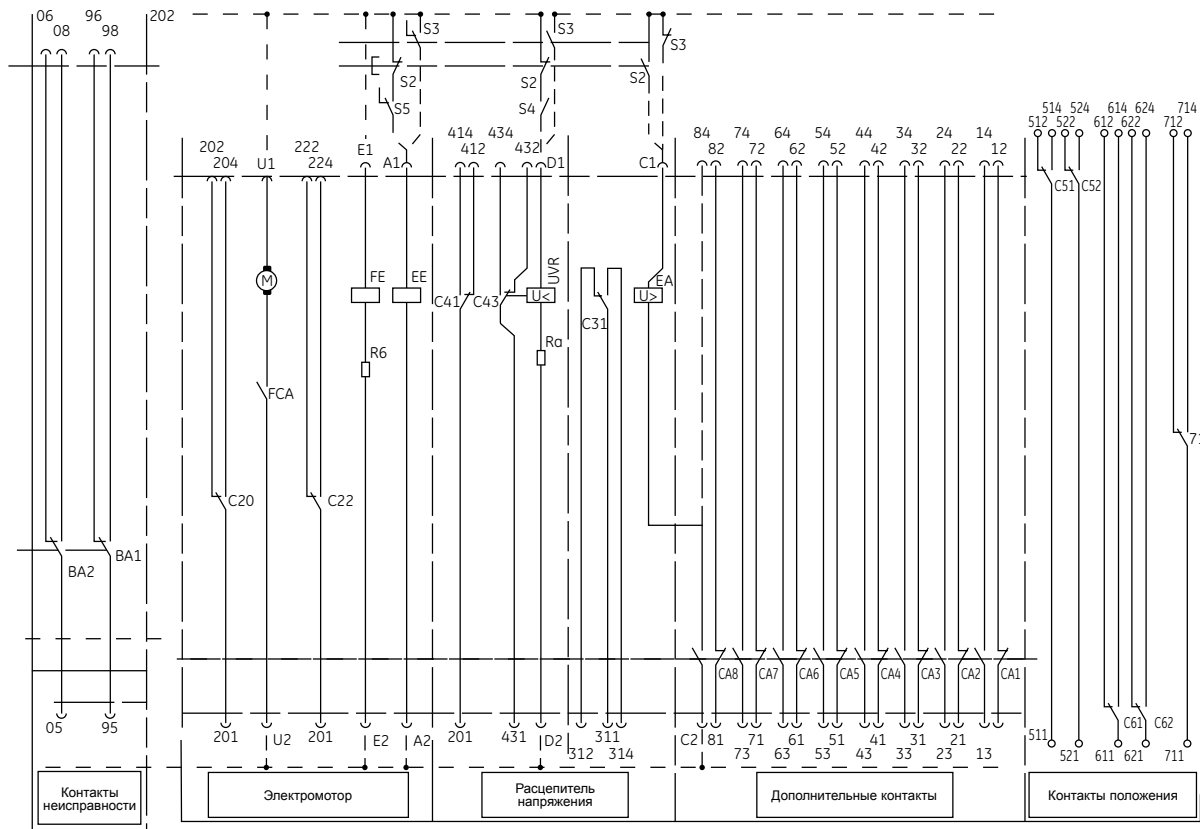 06 96 202
08 98
S3 S3 S3
S2 S2 S2
S5 S4
514 524 614 624 714
512 522 612 622 712
202 222 E1 A1 414 434 432 D1 C1 84 74 64 54 44 34 24 14
204 U1 224 412 82 72 62 52 42 32 22 12
C51 C52
M FE EE C41 C43 U< UVR C31 U> EA
R6 Ra
FCA
71
C20 C22
BA2 BA1
CA8 CA7 CA6 CA5 CA4 CA3 CA2 CA1
C61 C62
05 95 201 U2 201 E2 A2 201 431 D2 312 311 314 C2 81 73 71 63 61 53 51 43 41 33 31 23 21 13
511 521 611 621 711
Контакты
неисправности
Электромотор
Расцепитель
напряжения
Дополнительные контакты
Контакты положения